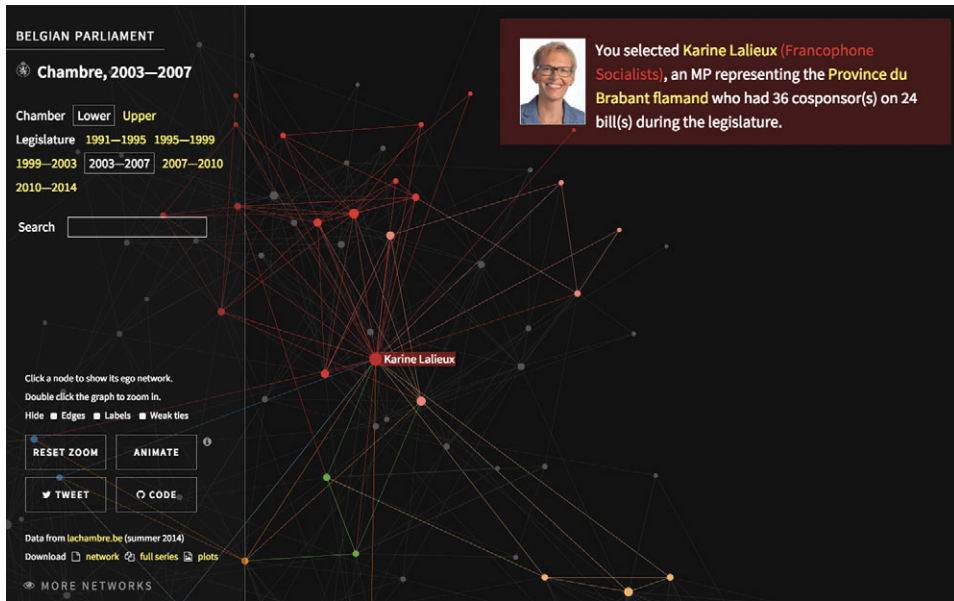 BELGIAN PARLIAMENT
Chambre, 2003—2007
Chamber Lower Upper
Legislature 1991—1995 1995—1999
1999—2003 2003—2007 2007—2010
2010—2014
Search
You selected Karine Lalieux (Francophone
Socialists), an MP representing the Province du
Brabant flamand who had 36 cosponsor(s) on 24
bill(s) during the legislature.
Karine Lalieux
Click a node to show its ego network.
Double click the graph to zoom in.
Hide Edges Labels Weak ties
RESET ZOOM ANIMATE
TWEET CODE
Data from lachambre.be (summer 2014)
Download network full series plots
MORE NETWORKS